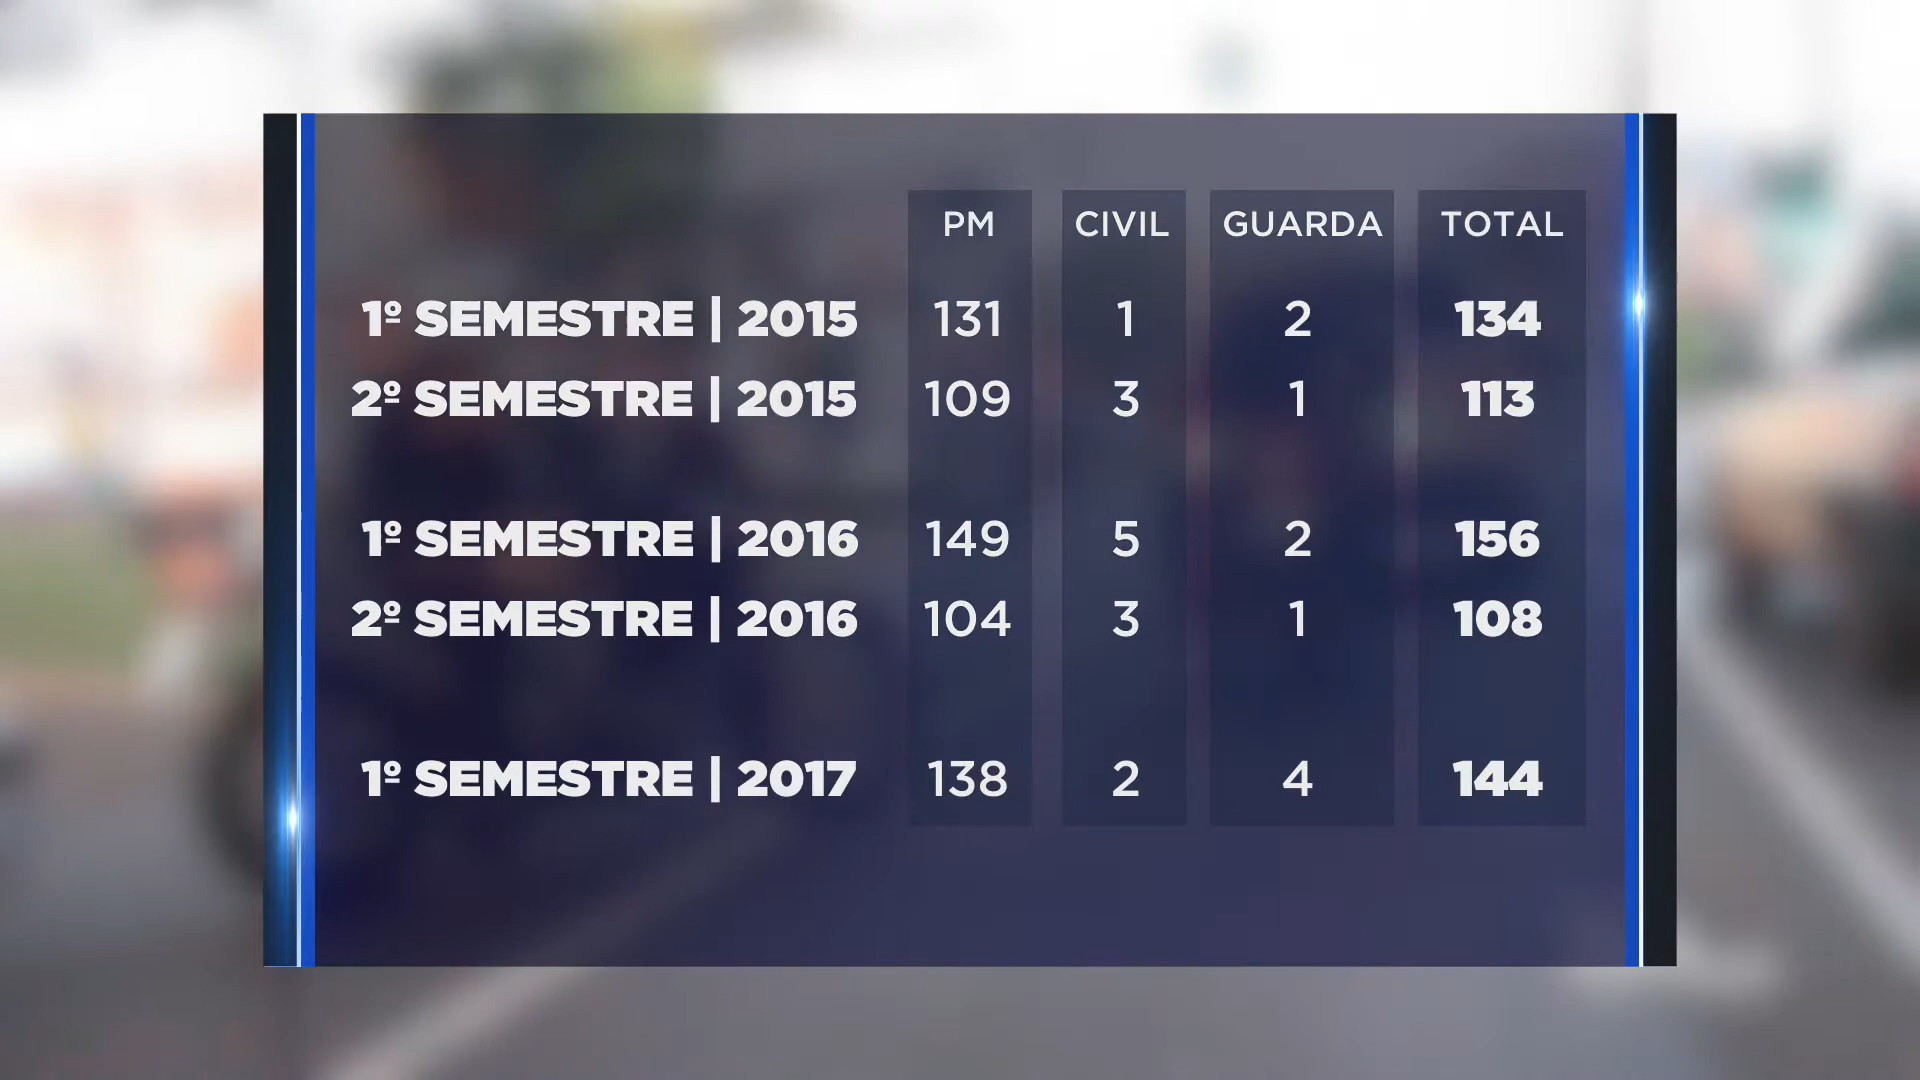 PM CIVIL GUARDA TOTAL
1º SEMESTRE | 2015 131 1 2 134
2º SEMESTRE | 2015 109 3 1 113
1º SEMESTRE | 2016 149 5 2 156
2º SEMESTRE | 2016 104 3 1 108
1º SEMESTRE | 2017 138 2 4 144